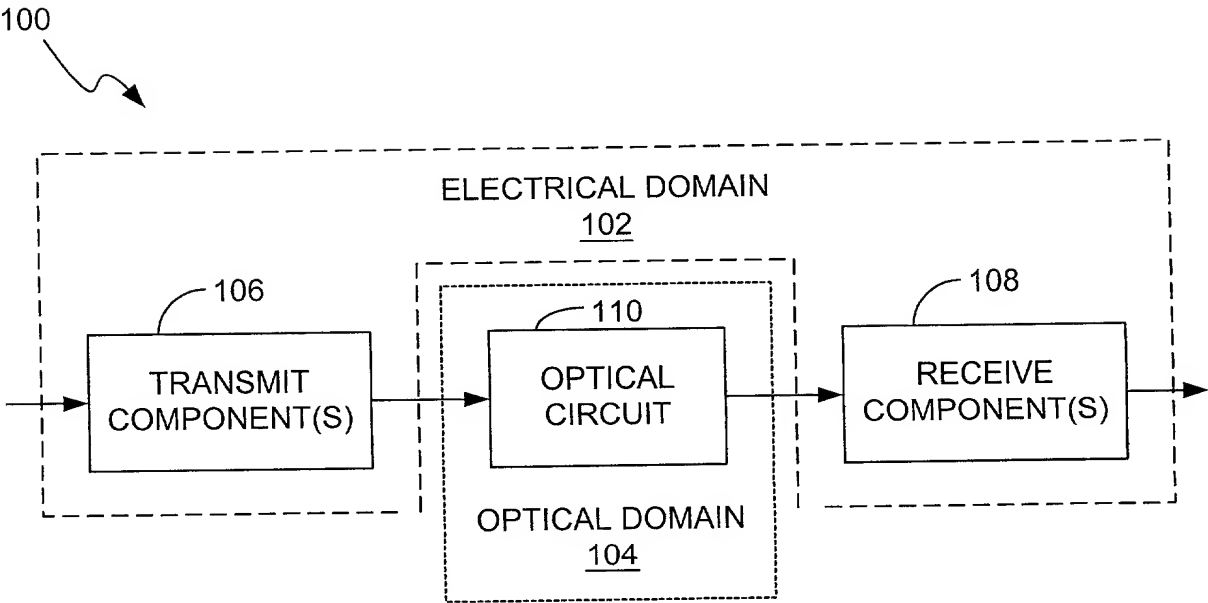 100
ELECTRICAL DOMAIN
102
106
110
108
TRANSMIT
COMPONENT(S)
OPTICAL
CIRCUIT
RECEIVE
COMPONENT(S)
OPTICAL DOMAIN
104